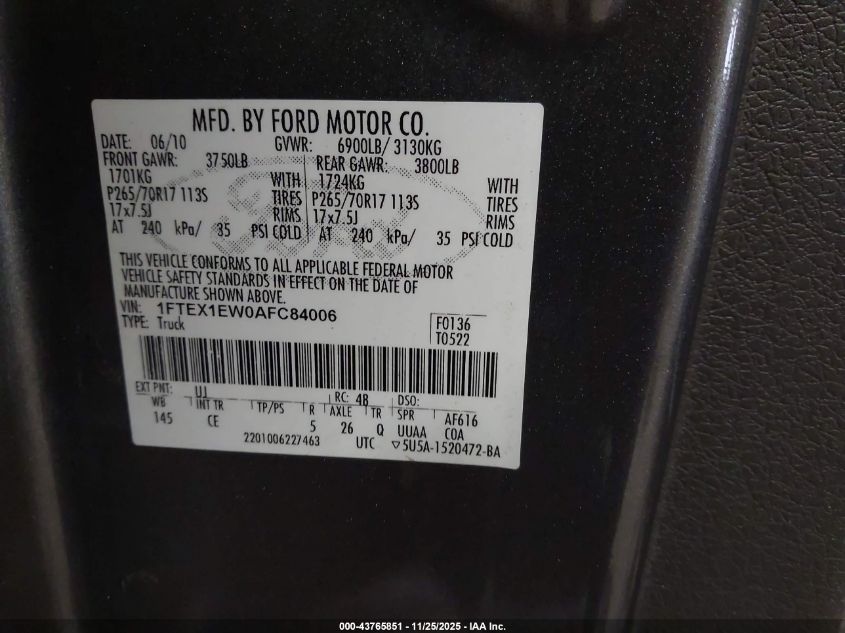 MFD. BY FORD MOTOR CO.
DATE: 06/10 GVWR: 6900LB/ 3130KG
FRONT GAWR: 3750LB REAR GAWR: 3800LB
1701KG WITH 1724KG WITH
P265/70R17 113S TIRES P265/70R17 113S TIRES
17x7.5J RIMS 17x7.5J RIMS
AT 240 kPa/ 35 PSI COLD AT 240 kPa/ 35 PSI COLD
THIS VEHICLE CONFORMS TO ALL APPLICABLE FEDERAL MOTOR
VEHICLE SAFETY STANDARDS IN EFFECT ON THE DATE OF
MANUFACTURE SHOWN ABOVE.
VIN: 1FTEX1EW0AFC84006
TYPE: Truck
F0136
T0522
EXT PNT: UJ RC: 4B DSO:
WB INT TR TP/PS R AXLE TR SPR AF616
145 CE 5 26 Q UUAA COA
2201006227463 UTC ▽5U5A-1520472-BA
Ford
000-43765851 - 11/25/2025 - IAA Inc.